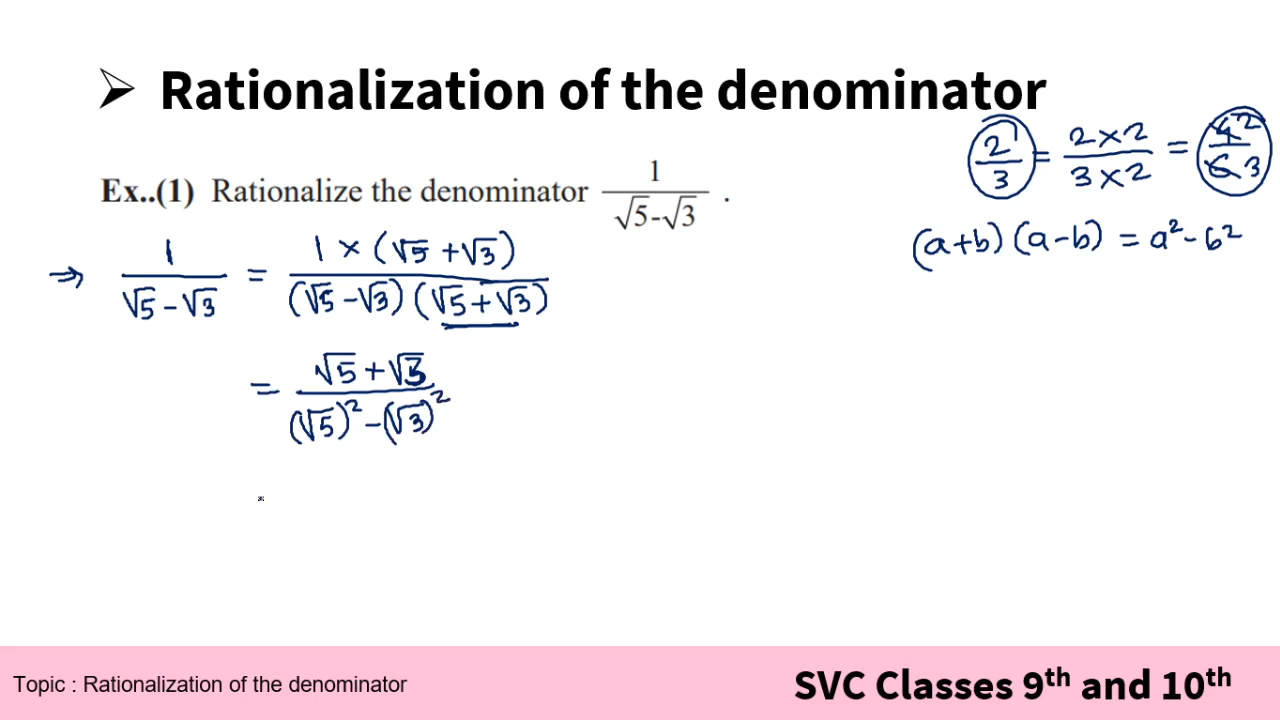 ➢ Rationalization of the denominator
2/3 = 2×2/3×2 = 4 2/6 3
Ex..(1) Rationalize the denominator 1/√5-√3 .
(a+b) (a-b) = a² - b²
⇒ 1/√5 - √3 = 1 × (√5 + √3)/(√5 - √3) (√5 + √3)
= √5 + √3/(√5)² - (√3)²
Topic : Rationalization of the denominator
SVC Classes 9th and 10th